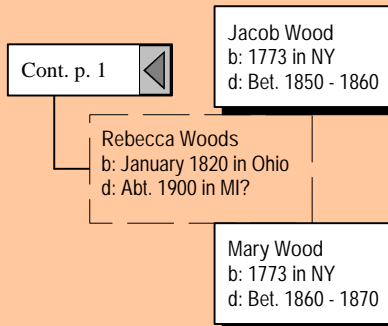 Jacob Wood
b: 1773 in NY
d: Bet. 1850 - 1860
Cont. p. 1
Rebecca Woods
b: January 1820 in Ohio
d: Abt. 1900 in MI?
Mary Wood
b: 1773 in NY
d: Bet. 1860 - 1870